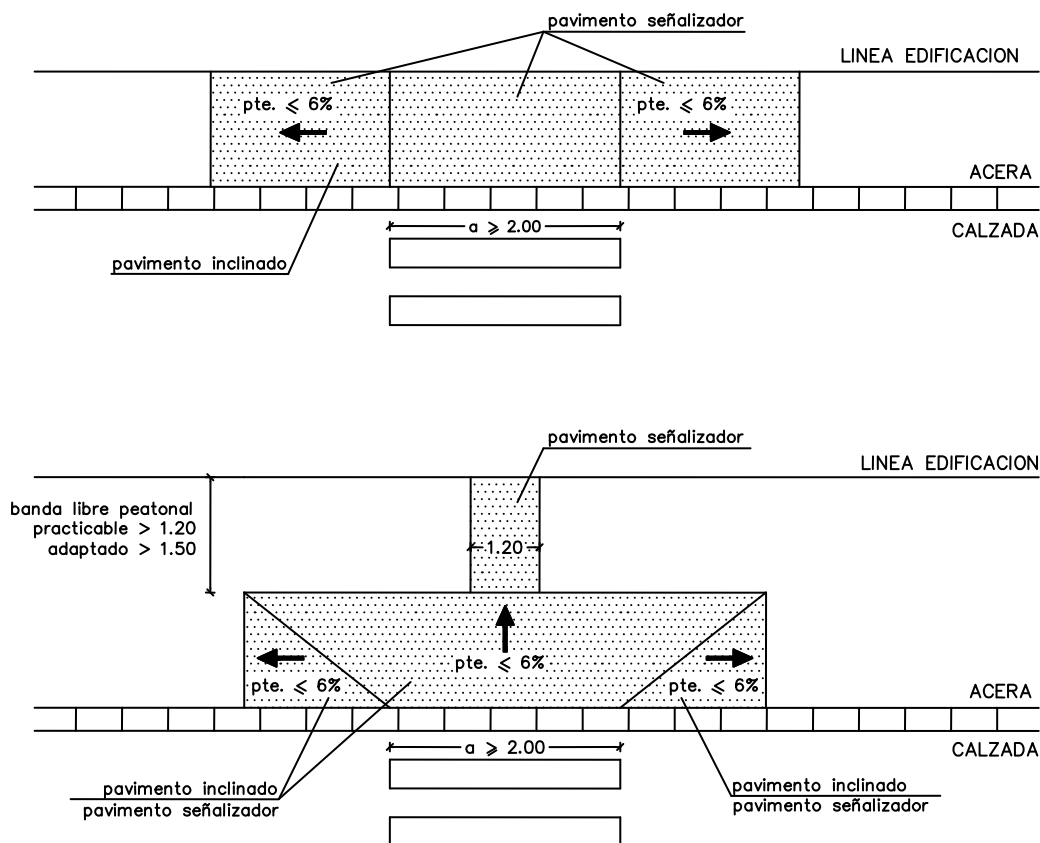 pavimento señalizador
LINEA EDIFICACION
pte. ⩽ 6%
pte. ⩽ 6%
ACERA
a ⩾ 2.00
CALZADA
pavimento inclinado
pavimento señalizador
LINEA EDIFICACION
banda libre peatonal
practicable > 1.20
adaptado > 1.50
1.20
pte. ⩽ 6%
pte. ⩽ 6%
pte. ⩽ 6%
ACERA
a ⩾ 2.00
CALZADA
pavimento inclinado
pavimento señalizador
pavimento inclinado
pavimento señalizador